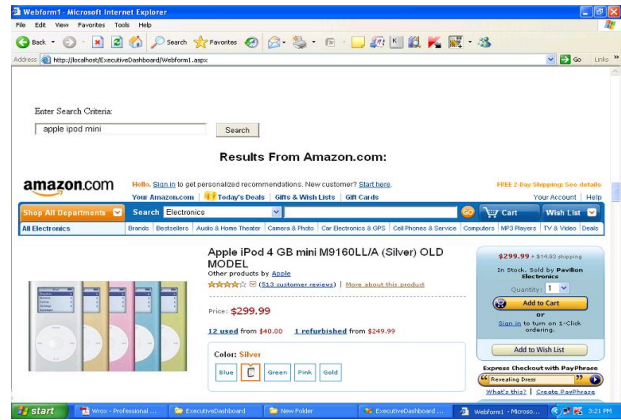 Webform1 - Microsoft Internet Explorer
File Edit View Favorites Tools Help
Back Search Favorites
Address http://localhost/ExecutiveDashboard/Webform1.aspx Go Links
Enter Search Criteria:
apple ipod mini Search
Results From Amazon.com:
amazon.com Hello. Sign in to get personalized recommendations. New customer? Start here. FREE 2-Day Shipping: See details
Your Amazon.com Today's Deals Gifts & Wish Lists Gift Cards Your Account Help
Shop All Departments Search Electronics GO Cart Wish List
All Electronics Brands Bestsellers Audio & Home Theater Camera & Photo Car Electronics & GPS Cell Phones & Service Computers MP3 Players TV & Video Deals
Apple iPod 4 GB mini M9160LL/A (Silver) OLD
MODEL
Other products by Apple
(513 customer reviews) | More about this product
Price: $299.99
12 used from $40.00 1 refurbished from $249.99
Color: Silver
Blue Green Pink Gold
$299.99 + shipping
In Stock. Sold by Pavilion
Electronics
Quantity: 1
Add to Cart
or
Sign in to turn on 1-Click
ordering.
Add to Wish List
Express Checkout with PayPhrase
Revealing Dress
What's this? | Create PayPhrase
start Wrox - Professional ... ExecutiveDashboard New Folder ExecutiveDashboard ... Webform1 - Microso... 3:21 PM